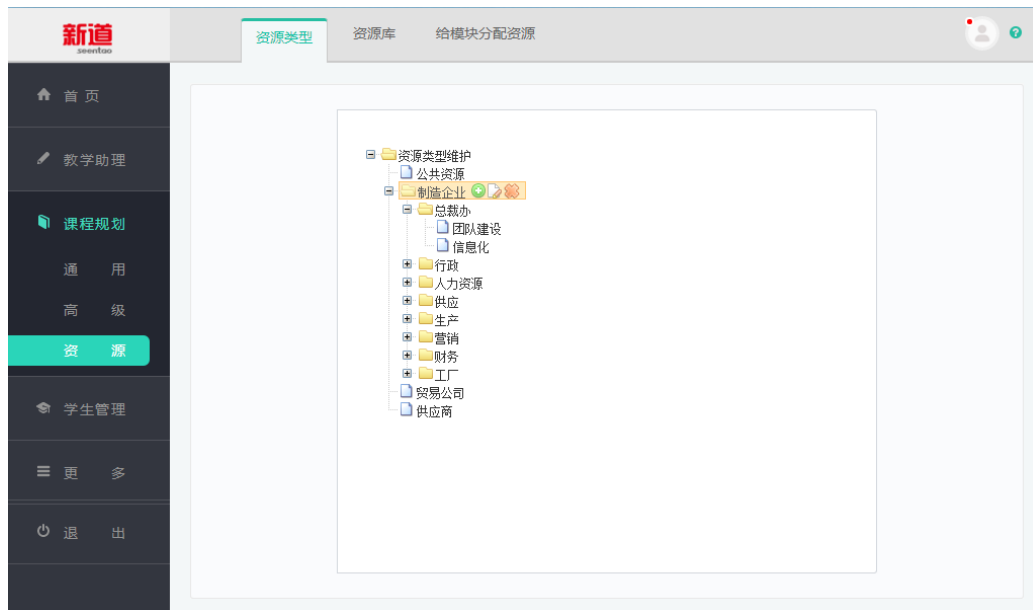 新道
seentao
资源类型
资源库
给模块分配资源
首页
教学助理
课程规划
通 用
高 级
资 源
学生管理
更 多
退 出
资源类型维护
公共资源
制造企业
总裁办
团队建设
信息化
行政
人力资源
供应
生产
营销
财务
工厂
贸易公司
供应商